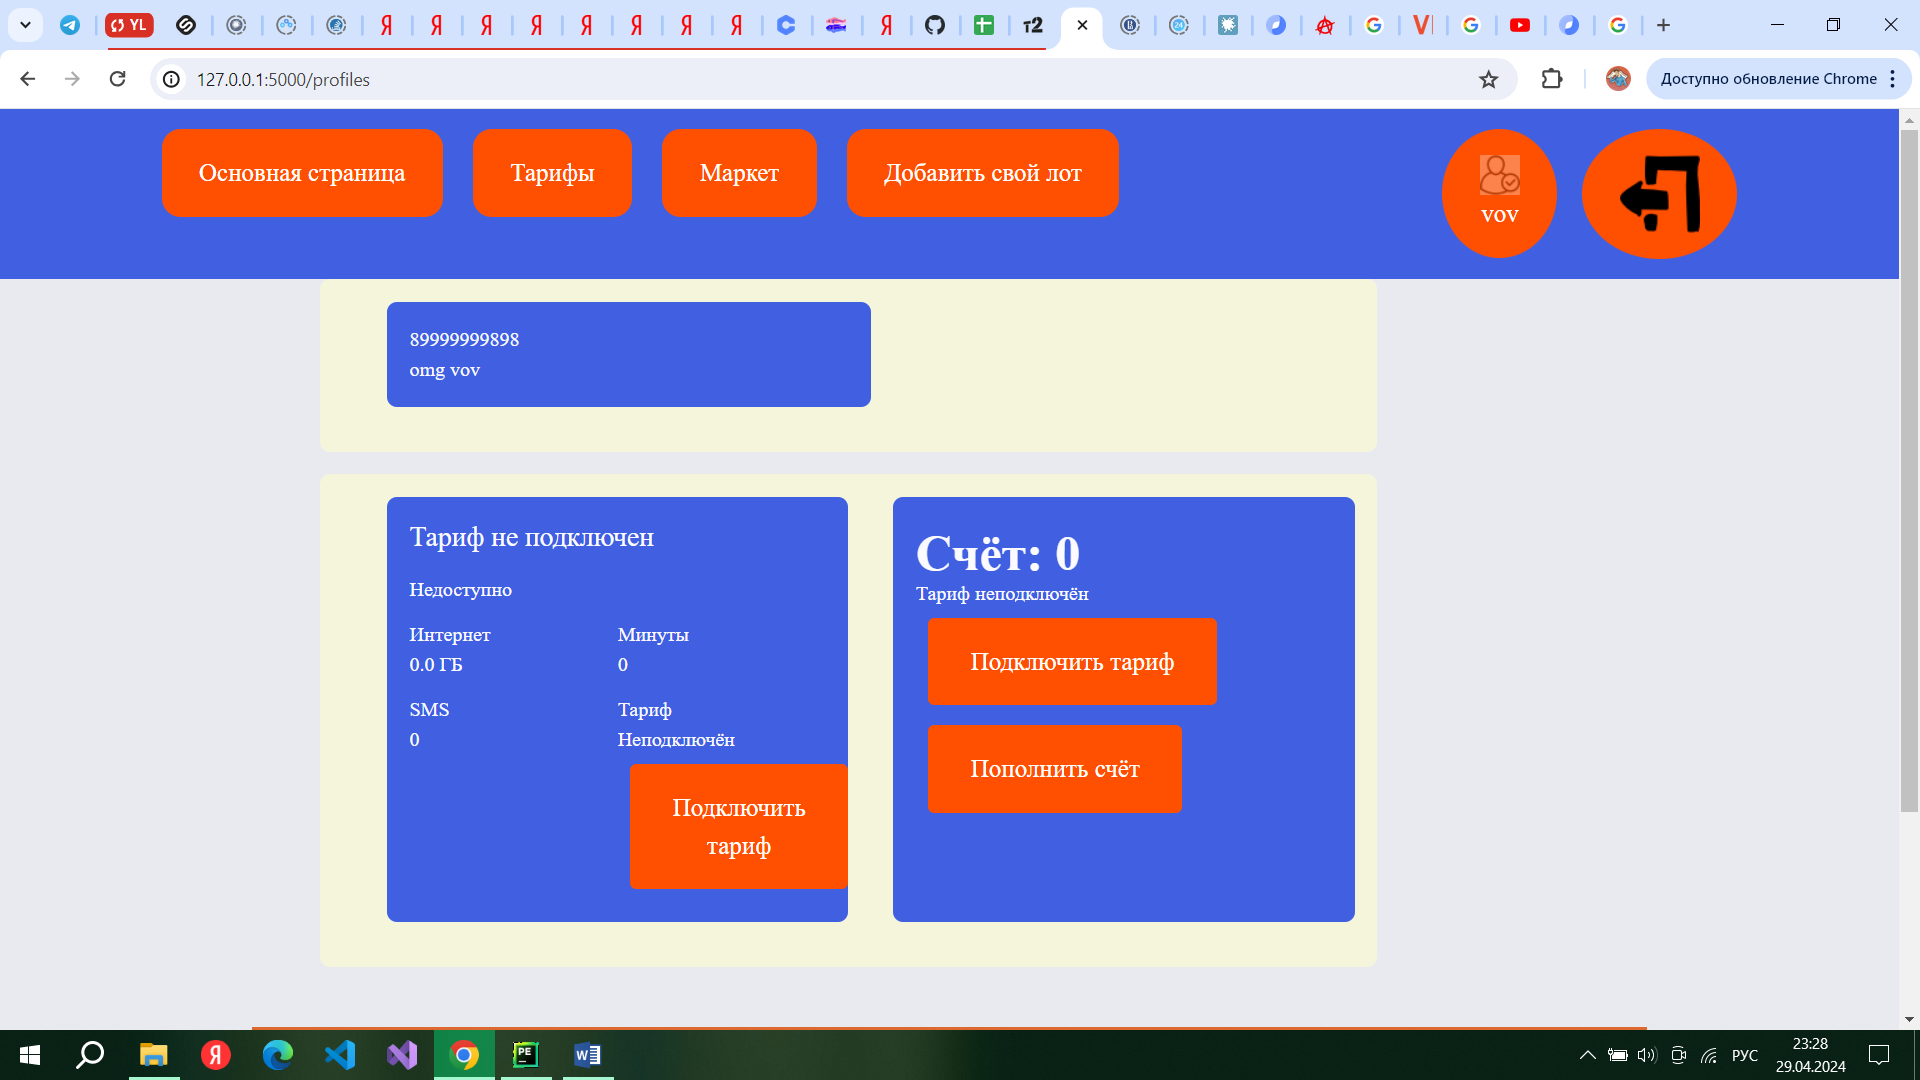 YL
т2
127.0.0.1:5000/profiles
Доступно обновление Chrome
Основная страница
Тарифы
Маркет
Добавить свой лот
vov
89999999898
omg vov
Тариф не подключен
Недоступно
Интернет
Минуты
0.0 ГБ
0
SMS
Тариф
0
Неподключён
Подключить
тариф
Счёт: 0
Тариф неподключён
Подключить тариф
Пополнить счёт
РУС
23:28
29.04.2024